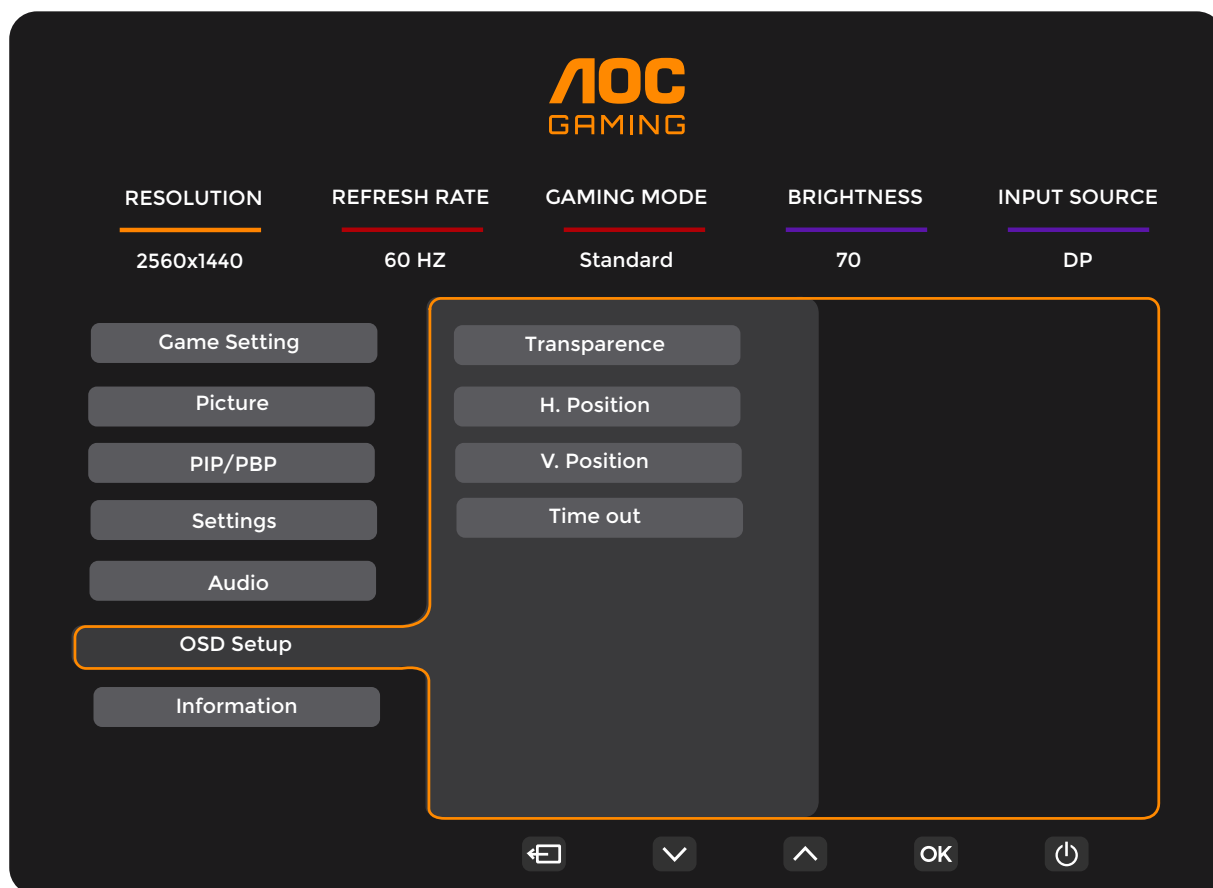 AOC
GAMING
RESOLUTION REFRESH RATE GAMING MODE BRIGHTNESS INPUT SOURCE
2560x1440 60 HZ Standard 70 DP
Game Setting
Picture
PIP/PBP
Settings
Audio
OSD Setup
Information
Transparence
H. Position
V. Position
Time out
OK